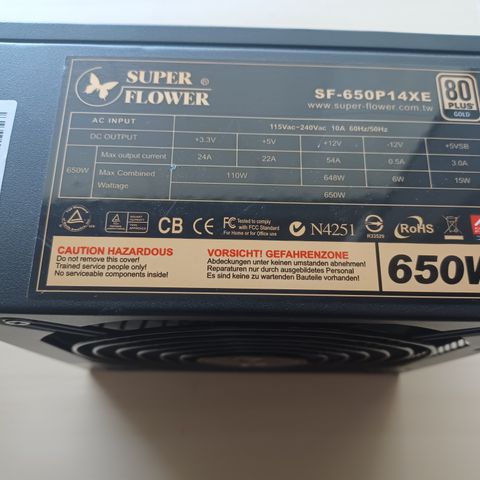 SUPER FLOWER ®
SF-650P14XE
www.super-flower.com.tw
80 PLUS GOLD
AC INPUT 115Vac~240Vac 10A 60Hz/50Hz
DC OUTPUT +3.3V +5V +12V -12V +5VSB
650W Max output current 24A 22A 54A 0.5A 3.0A
Max Combined Wattage 110W 648W 6W 15W
650W
CB CE FC Tested to comply with FCC Standard For Home or for Office use N4251 R33529 RoHS
CAUTION HAZARDOUS
Do not remove this cover!
Trained service people only!
No serviceable components inside!
VORSICHT! GEFAHRENZONE
Abdeckungen unter keinen umstanden abnehmen!
Reparaturen nur durch ausgebildetes Personal
Es sind keine zu wartenden Bauteile vorhanden!
650W